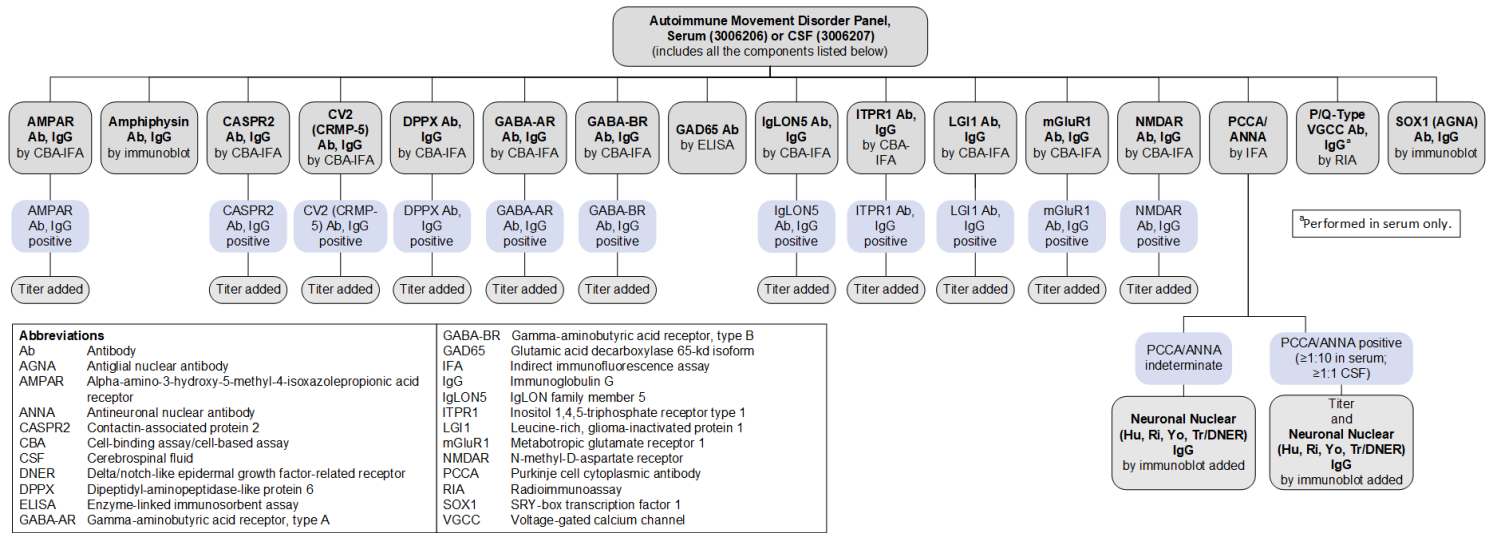 Autoimmune Movement Disorder Panel,
Serum (3006206) or CSF (3006207)
(includes all the components listed below)
AMPAR
Ab, IgG
by CBA-IFA
Amphiphysin
Ab, IgG
by immunoblot
CASPR2
Ab, IgG
by CBA-IFA
CV2
(CRMP-5)
Ab, IgG
by CBA-IFA
DPPX Ab,
IgG
by CBA-IFA
GABA-AR
Ab, IgG
by CBA-IFA
GABA-BR
Ab, IgG
by CBA-IFA
GAD65 Ab
by ELISA
IgLON5 Ab,
IgG
by CBA-IFA
ITPR1 Ab,
IgG
by CBA-
IFA
LGI1 Ab,
IgG
by CBA-IFA
mGluR1
Ab, IgG
by CBA-IFA
NMDAR
Ab, IgG
by CBA-IFA
PCCA/
ANNA
by IFA
P/Q-Type
VGCC Ab,
IgGa
by RIA
SOX1 (AGNA)
Ab, IgG
by immunoblot
AMPAR
Ab, IgG
positive
CASPR2
Ab, IgG
positive
CV2 (CRMP-
5) Ab, IgG
positive
DPPX Ab,
IgG
positive
GABA-AR
Ab, IgG
positive
GABA-BR
Ab, IgG
positive
IgLON5
Ab, IgG
positive
ITPR1 Ab,
IgG
positive
LGI1 Ab,
IgG
positive
mGluR1
Ab, IgG
positive
NMDAR
Ab, IgG
positive
aPerformed in serum only.
Titer added
Titer added
Titer added
Titer added
Titer added
Titer added
Titer added
Titer added
Titer added
Titer added
Titer added
PCCA/ANNA
indeterminate
PCCA/ANNA positive
(≥1:10 in serum;
≥1:1 CSF)
Neuronal Nuclear
(Hu, Ri, Yo, Tr/DNER)
IgG
by immunoblot added
Titer
and
Neuronal Nuclear
(Hu, Ri, Yo, Tr/DNER)
IgG
by immunoblot added
Abbreviations
Ab Antibody
AGNA Antiglial nuclear antibody
AMPAR Alpha-amino-3-hydroxy-5-methyl-4-isoxazolepropionic acid
receptor
ANNA Antineuronal nuclear antibody
CASPR2 Contactin-associated protein 2
CBA Cell-binding assay/cell-based assay
CSF Cerebrospinal fluid
DNER Delta/notch-like epidermal growth factor-related receptor
DPPX Dipeptidyl-aminopeptidase-like protein 6
ELISA Enzyme-linked immunosorbent assay
GABA-AR Gamma-aminobutyric acid receptor, type A
GABA-BR Gamma-aminobutyric acid receptor, type B
GAD65 Glutamic acid decarboxylase 65-kd isoform
IFA Indirect immunofluorescence assay
IgG Immunoglobulin G
IgLON5 IgLON family member 5
ITPR1 Inositol 1,4,5-triphosphate receptor type 1
LGI1 Leucine-rich, glioma-inactivated protein 1
mGluR1 Metabotropic glutamate receptor 1
NMDAR N-methyl-D-aspartate receptor
PCCA Purkinje cell cytoplasmic antibody
RIA Radioimmunoassay
SOX1 SRY-box transcription factor 1
VGCC Voltage-gated calcium channel